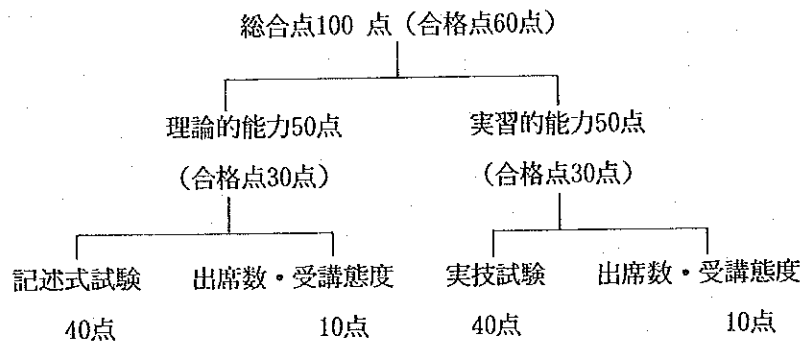 総合点100 点（合格点60点）
理論的能力50点 実習的能力50点
（合格点30点） （合格点30点）
記述式試験 出席数・受講態度 実技試験 出席数・受講態度
40点 10点 40点 10点